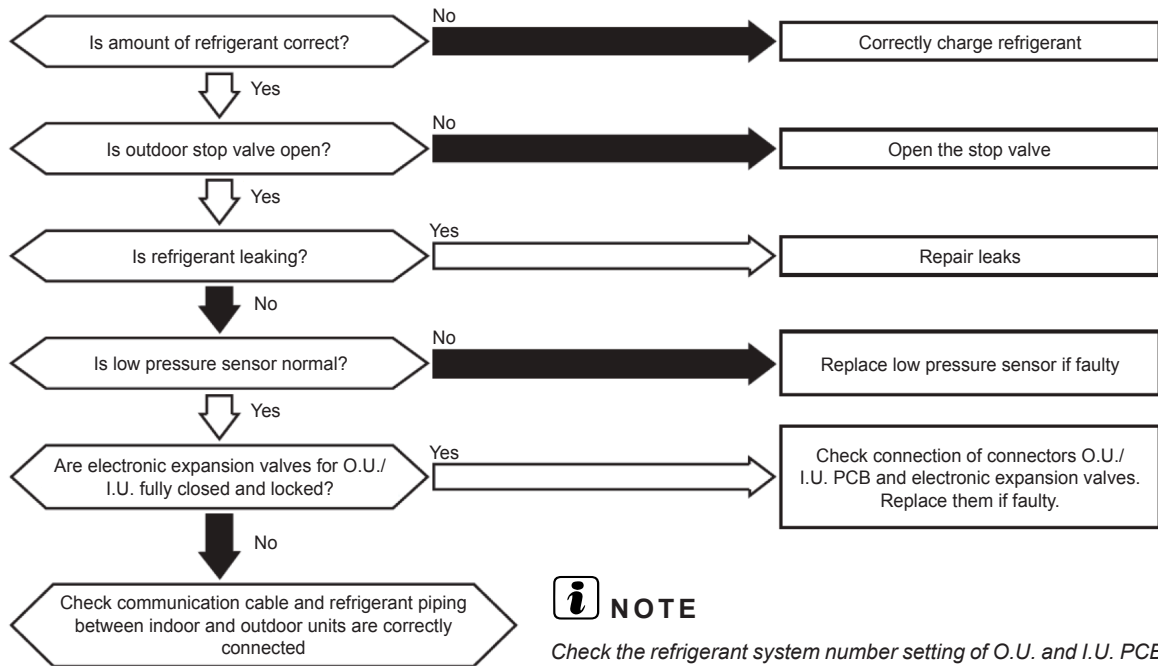 No
Is amount of refrigerant correct?
Correctly charge refrigerant
Yes
No
Is outdoor stop valve open?
Open the stop valve
Yes
Yes
Is refrigerant leaking?
Repair leaks
No
No
Is low pressure sensor normal?
Replace low pressure sensor if faulty
Yes
Yes
Are electronic expansion valves for O.U./
I.U. fully closed and locked?
Check connection of connectors O.U./
I.U. PCB and electronic expansion valves.
Replace them if faulty.
No
Check communication cable and refrigerant piping
between indoor and outdoor units are correctly
connected
i NOTE
Check the refrigerant system number setting of O.U. and I.U. PCB